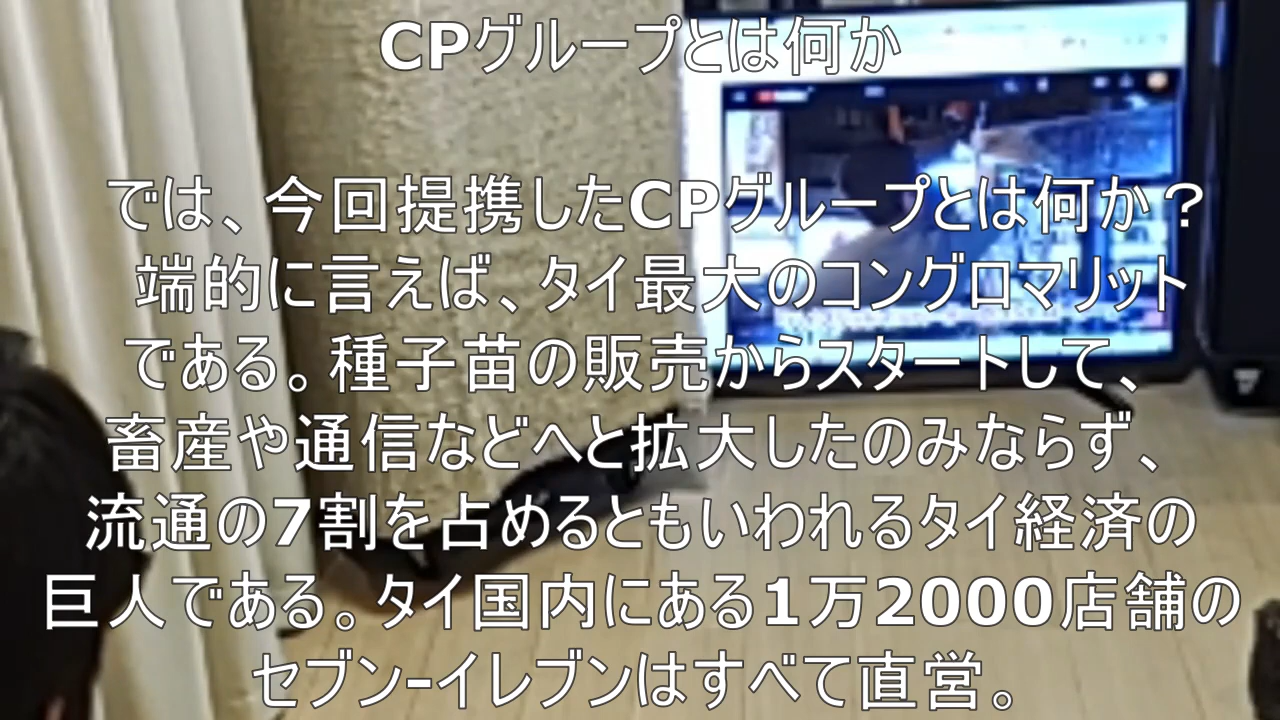 CPグループとは何か
では、今回提携したCPグループとは何か？
端的に言えば、タイ最大のコングロマリット
である。種子苗の販売からスタートして、
畜産や通信などへと拡大したのみならず、
流通の7割を占めるともいわれるタイ経済の
巨人である。タイ国内にある1万2000店舗の
セブン-イレブンはすべて直営。